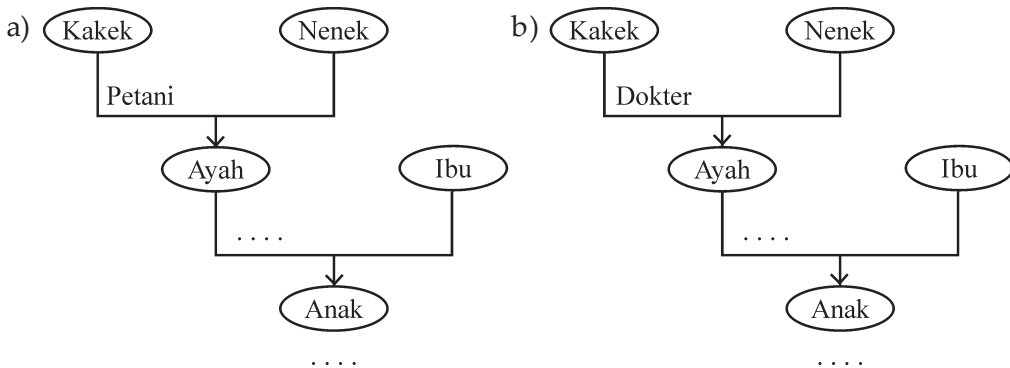 a) Kakek Nenek b) Kakek Nenek
Petani Dokter
Ayah Ibu Ayah Ibu
. . . . . . . .
Anak Anak
. . . . . . . .